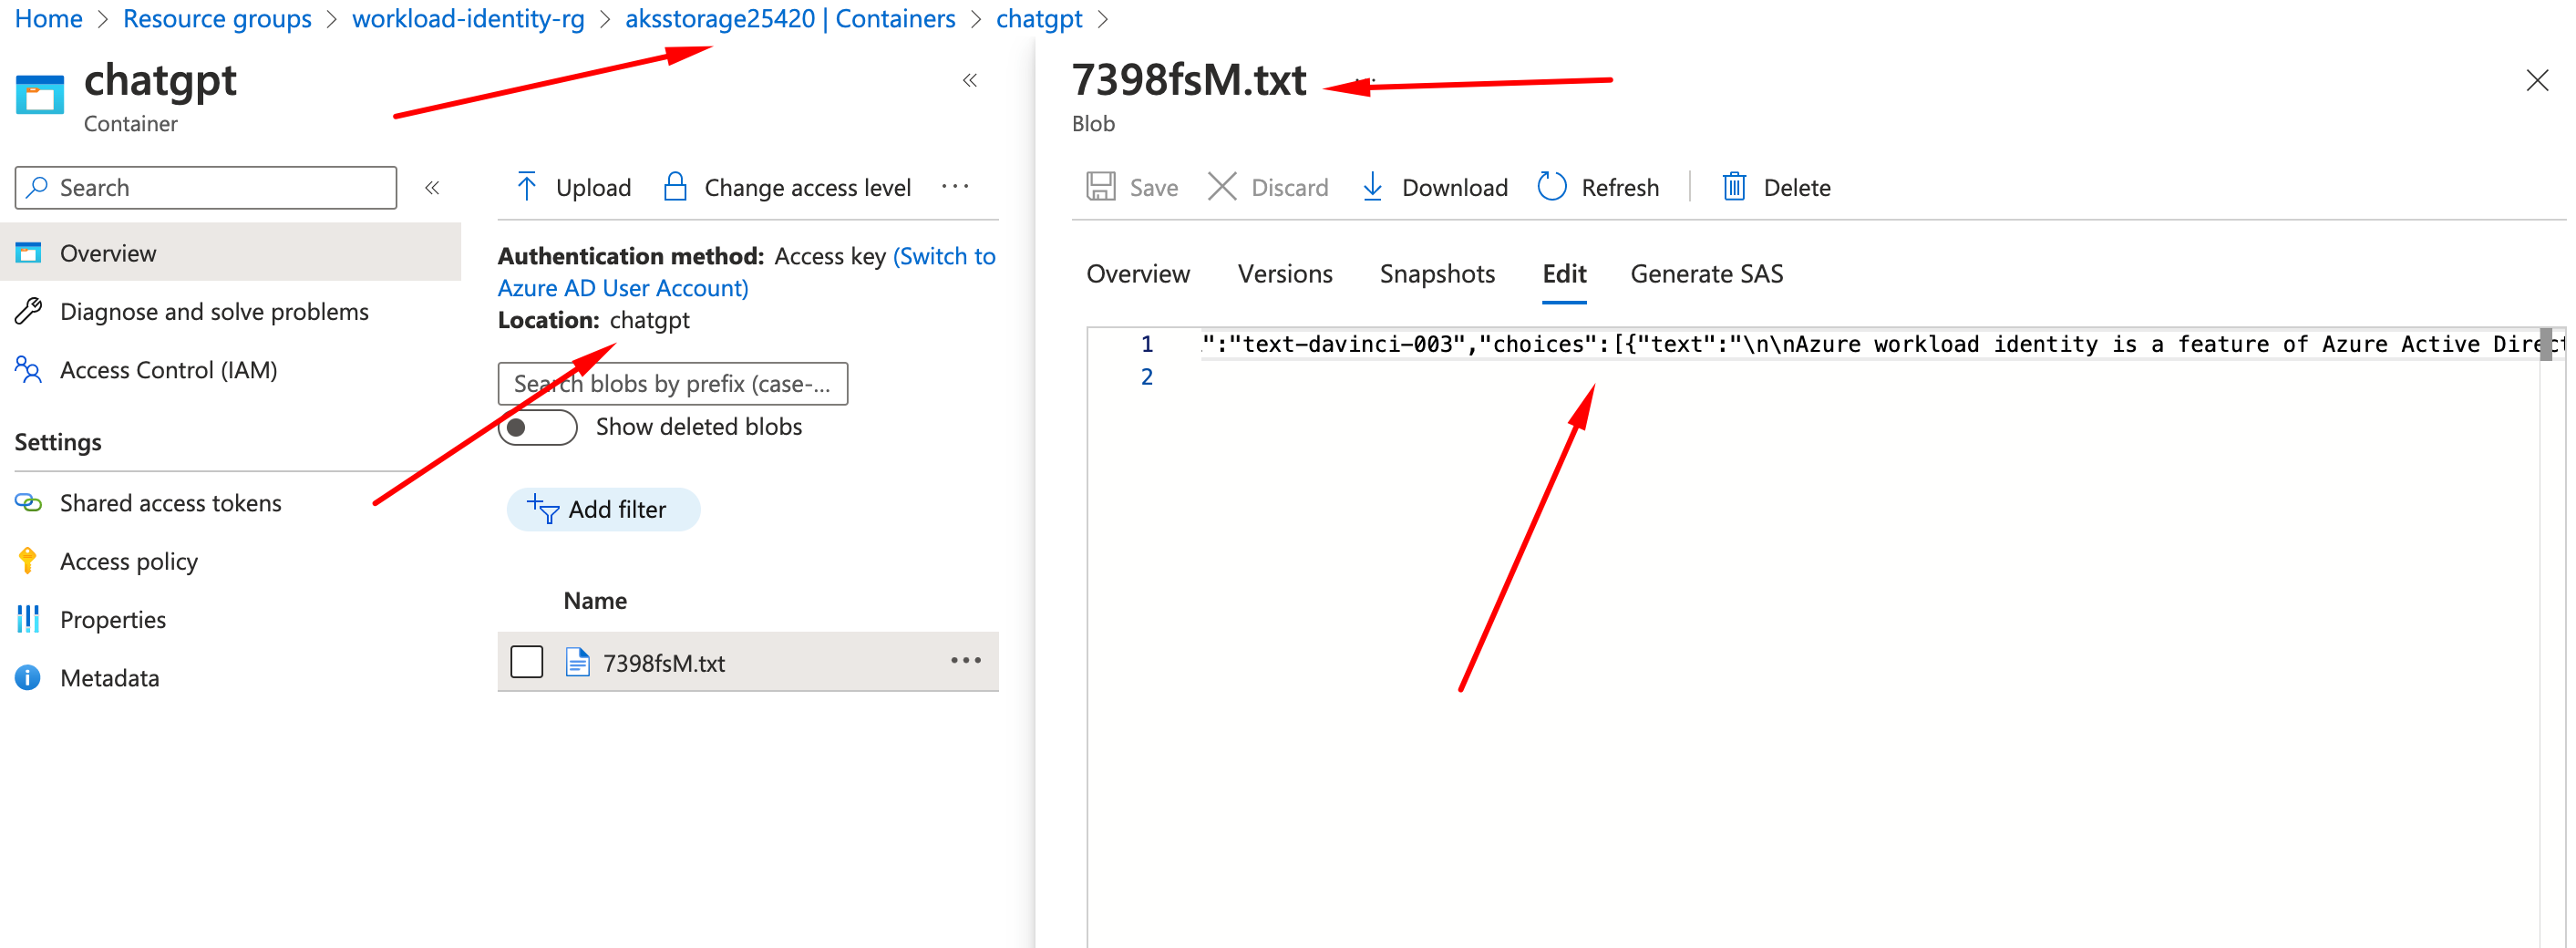 Home > Resource groups > workload-identity-rg > aksstorage25420 | Containers > chatgpt >
chatgpt
Container
Search
Overview
Diagnose and solve problems
Access Control (IAM)
Settings
Shared access tokens
Access policy
Properties
Metadata
Upload Change access level ...
Authentication method: Access key (Switch to
Azure AD User Account)
Location: chatgpt
Search blobs by prefix (case-...
Show deleted blobs
Add filter
Name
7398fsM.txt
7398fsM.txt
Blob
Save Discard Download Refresh Delete
Overview Versions Snapshots Edit Generate SAS
1 ":"text-davinci-003","choices":[{"text":"\n\nAzure workload identity is a feature of Azure Active Direct
2